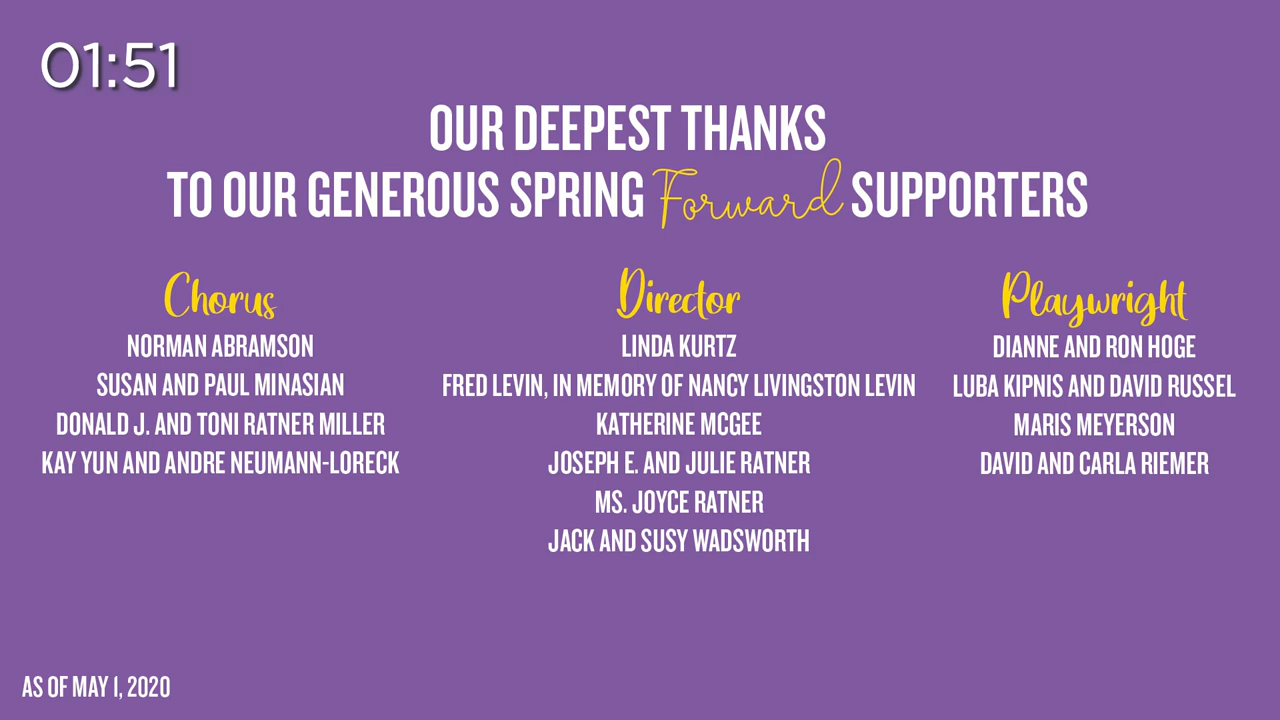 01:51
OUR DEEPEST THANKS
TO OUR GENEROUS SPRING Forward SUPPORTERS
Chorus
NORMAN ABRAMSON
SUSAN AND PAUL MINASIAN
DONALD J. AND TONI RATNER MILLER
KAY YUN AND ANDRE NEUMANN-LORECK
Director
LINDA KURTZ
FRED LEVIN, IN MEMORY OF NANCY LIVINGSTON LEVIN
KATHERINE MCGEE
JOSEPH E. AND JULIE RATNER
MS. JOYCE RATNER
JACK AND SUSY WADSWORTH
Playwright
DIANNE AND RON HOGE
LUBA KIPNIS AND DAVID RUSSEL
MARIS MEYERSON
DAVID AND CARLA RIEMER
AS OF MAY 1, 2020